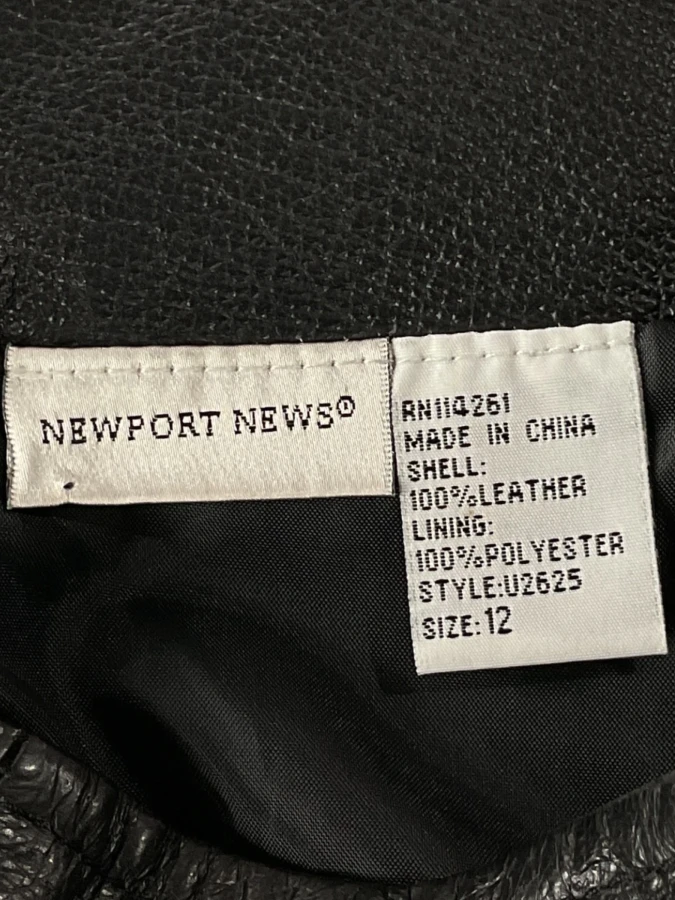 NEWPORT NEWS®
RN114261
MADE IN CHINA
SHELL:
100%LEATHER
LINING:
100%POLYESTER
STYLE:U2625
SIZE:12